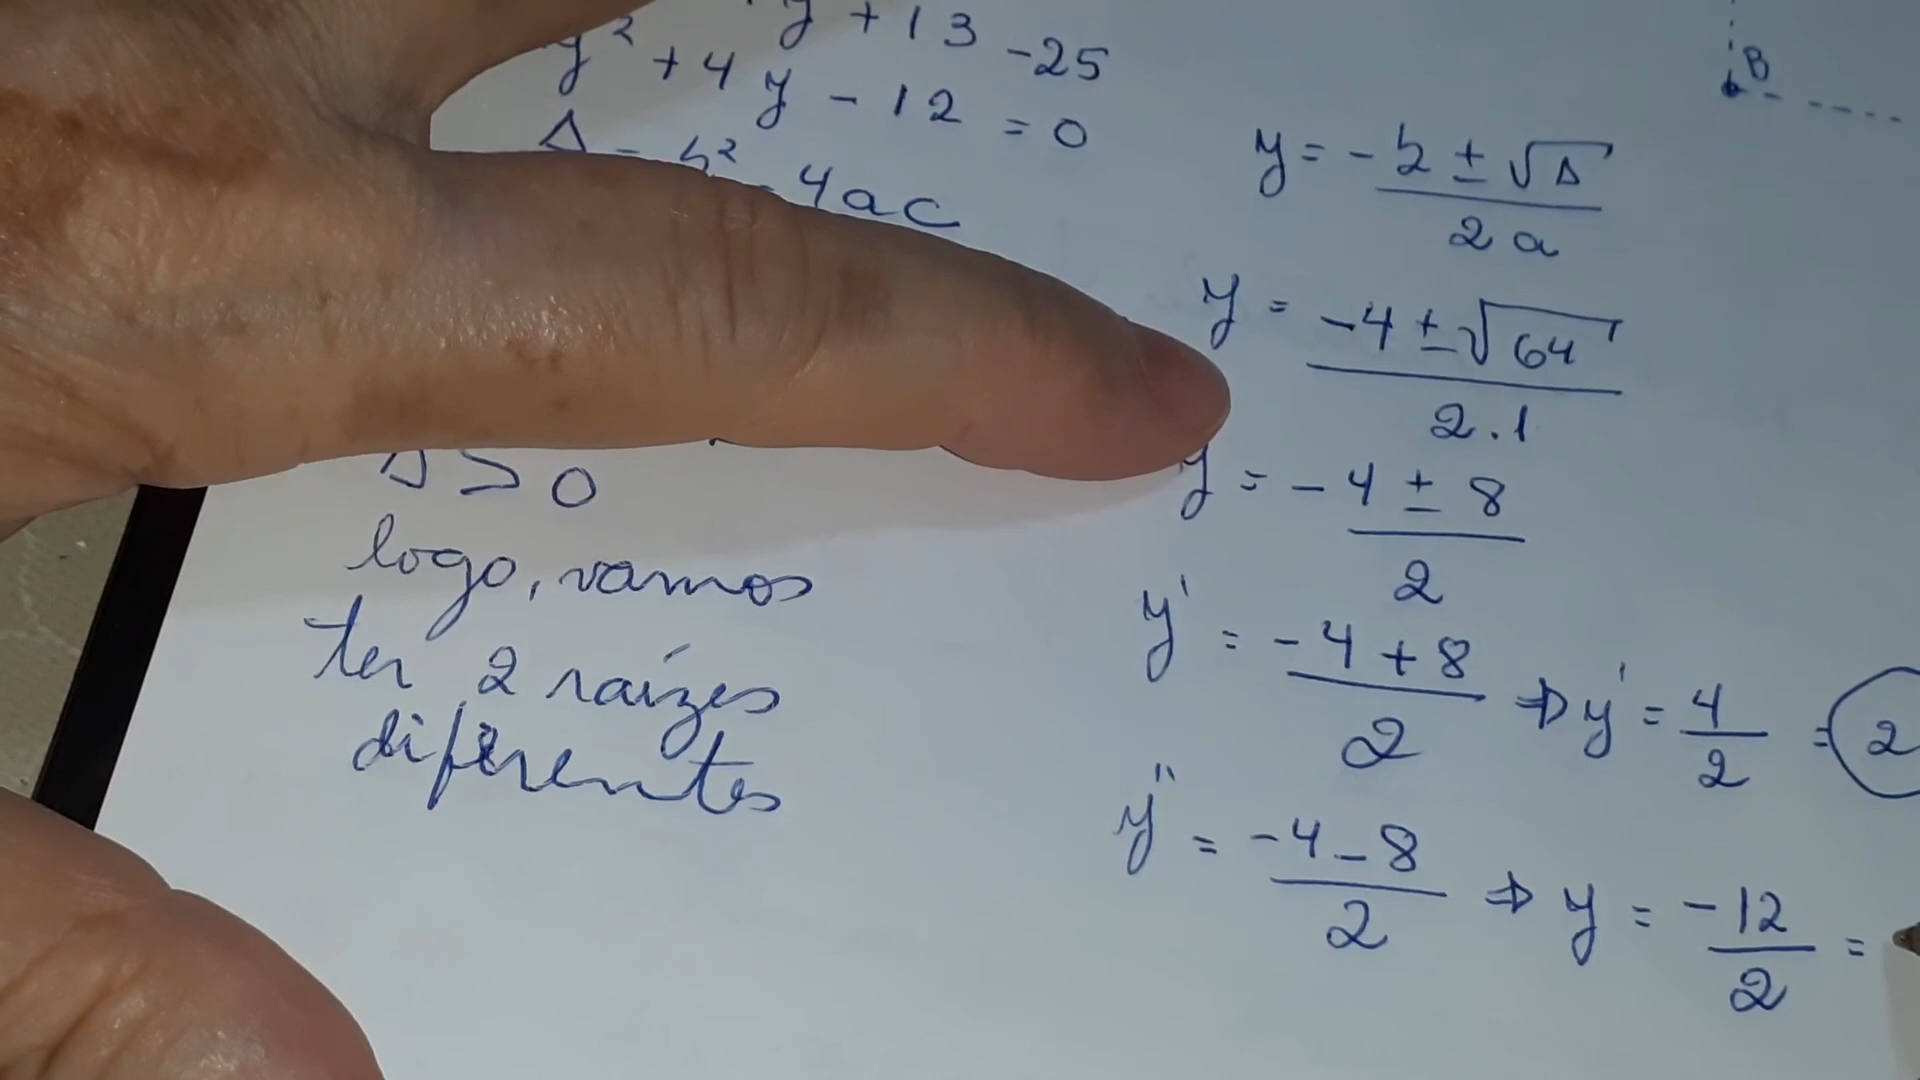 y + 13 - 25
y² + 4y - 12 = 0
Δ = b² - 4ac
Δ > 0
logo, vamos
ter 2 raízes
diferentes
B
y = -b ± √Δ
2a
y = -4 ± √64
2.1
y = -4 ± 8
2
y' = -4 + 8 ⇒ y' = 4 = 2
2 2
y'' = -4 - 8 ⇒ y = -12 =
2 2